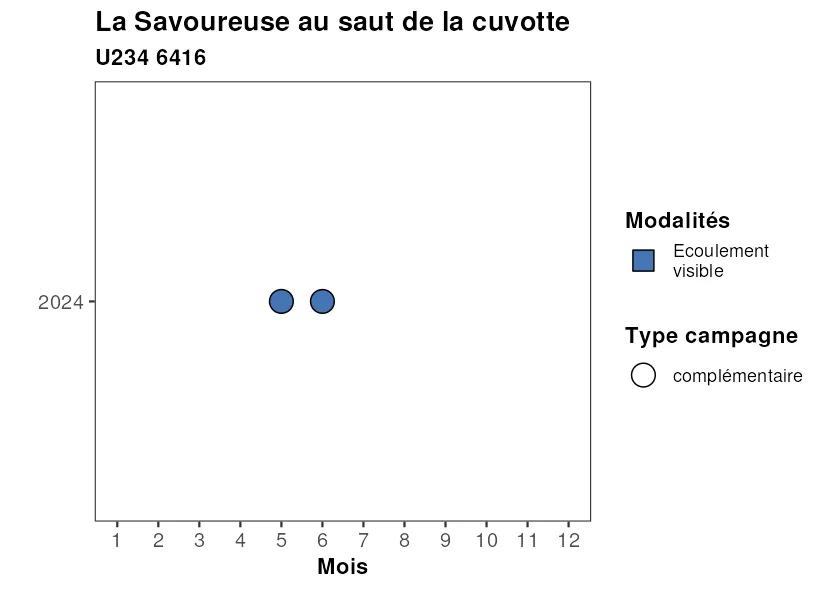 La Savoureuse au saut de la cuvotte
U234 6416
2024
1 2 3 4 5 6 7 8 9 10 11 12
Mois
Modalités
Ecoulement
visible
Type campagne
complémentaire